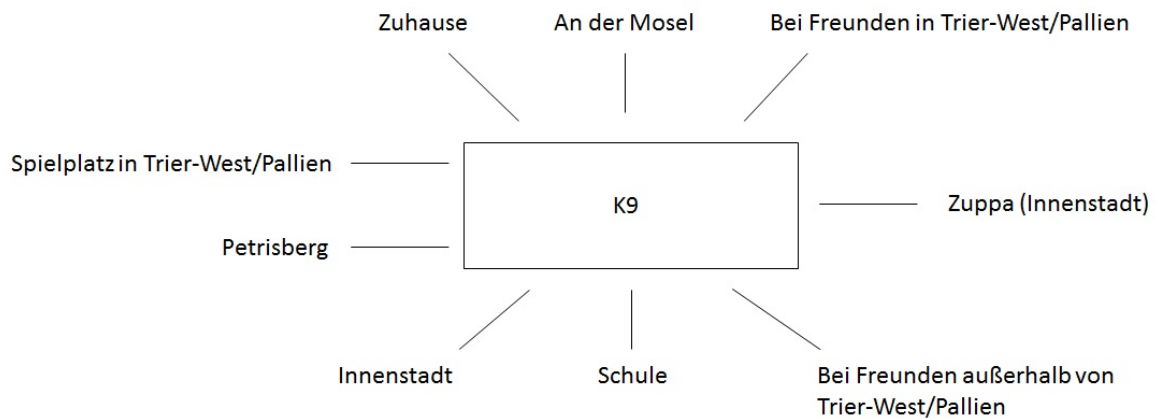 Zuhause
An der Mosel
Bei Freunden in Trier-West/Pallien
Spielplatz in Trier-West/Pallien
K9
Zuppa (Innenstadt)
Petrisberg
Innenstadt
Schule
Bei Freunden außerhalb von
Trier-West/Pallien